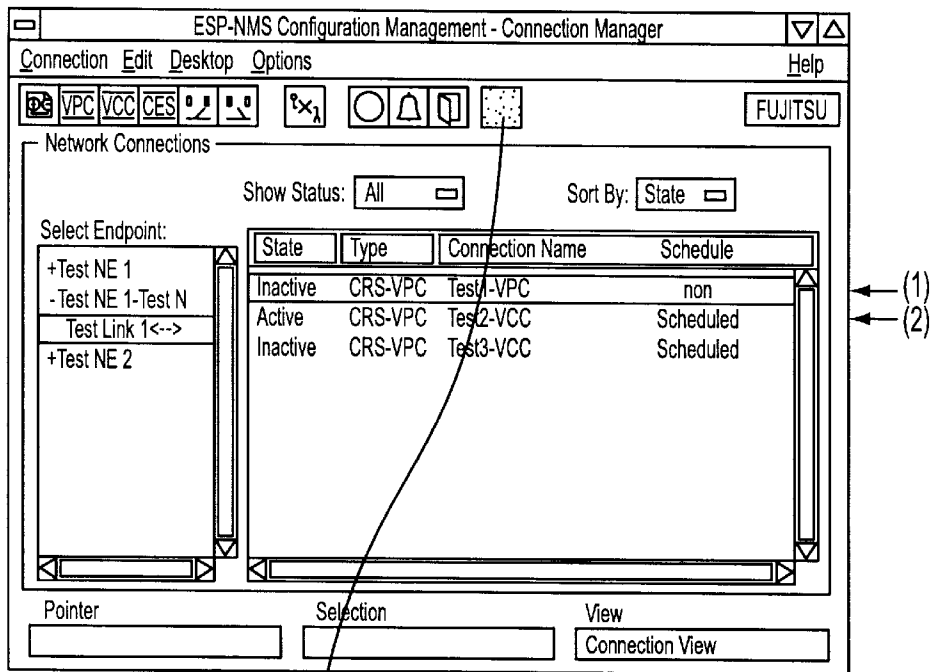 ESP-NMS Configuration Management - Connection Manager
Connection Edit Desktop Options Help
VPC VCC CES FUJITSU
Network Connections
Show Status: All Sort By: State
Select Endpoint:
State Type Connection Name Schedule
+Test NE 1
-Test NE 1-Test N
Test Link 1<-->
+Test NE 2
Inactive CRS-VPC Test1-VPC non (1)
Active CRS-VPC Test2-VCC Scheduled (2)
Inactive CRS-VPC Test3-VCC Scheduled
Pointer Selection View
Connection View